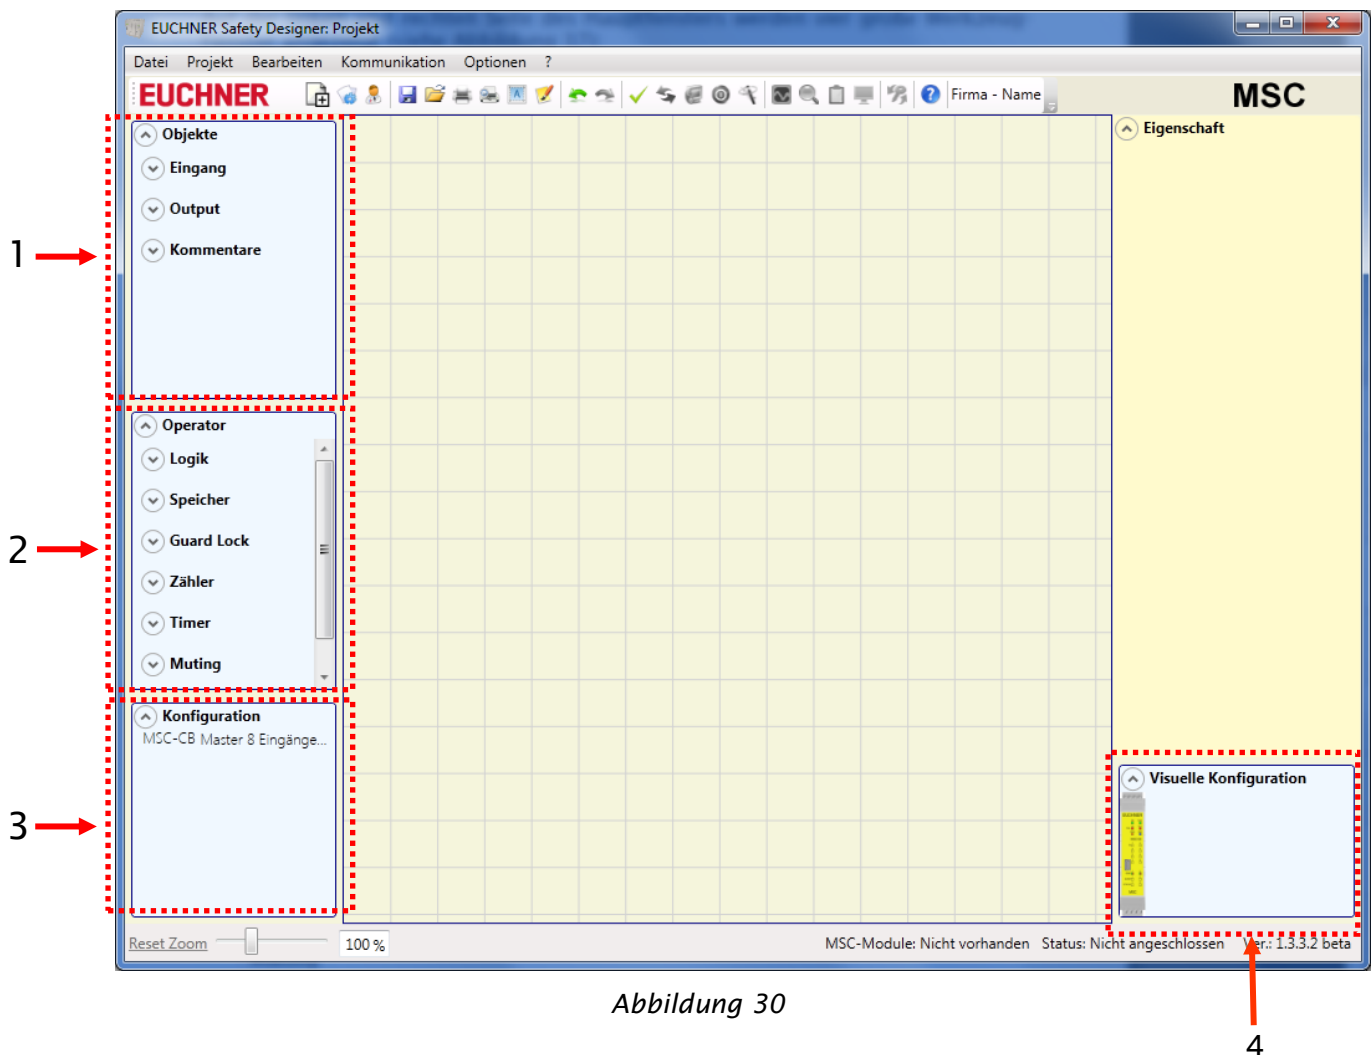 EUCHNER Safety Designer: Projekt
Datei Projekt Bearbeiten Kommunikation Optionen ?
EUCHNER
Firma - Name
MSC
Objekte
Eingang
Output
Kommentare
1
Operator
Logik
Speicher
Guard Lock
Zähler
Timer
Muting
2
Konfiguration
MSC-CB Master 8 Eingänge...
3
Eigenschaft
Visuelle Konfiguration
EUCHNER
Reset Zoom
100 %
MSC-Module: Nicht vorhanden Status: Nicht angeschlossen Ver.: 1.3.3.2 beta
Abbildung 30
4